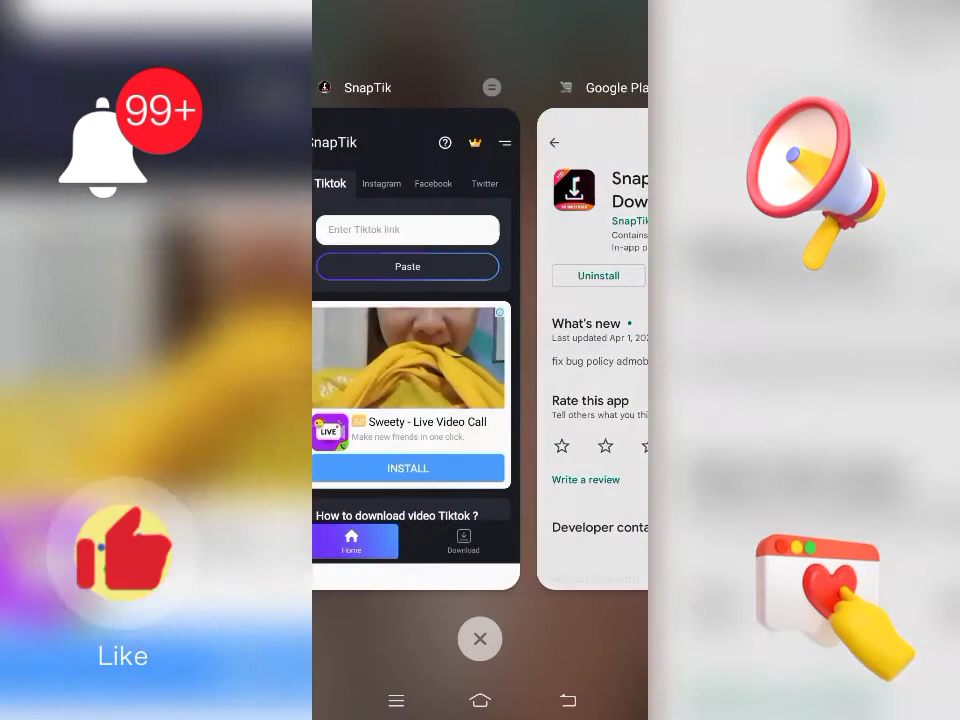 99+
Like
SnapTik
SnapTik
Tiktok
Instagram
Facebook
Twitter
Enter Tiktok link
Paste
Ad Sweety - Live Video Call
LIVE
Make new friends in one click.
INSTALL
How to download video Tiktok ?
Home
Download
Google Pla
Snap
Dow
SnapTik
Contains
In-app p
Uninstall
What's new •
Last updated Apr 1, 202
fix bug policy admob
Rate this app
Tell others what you thi
Write a review
Developer conta